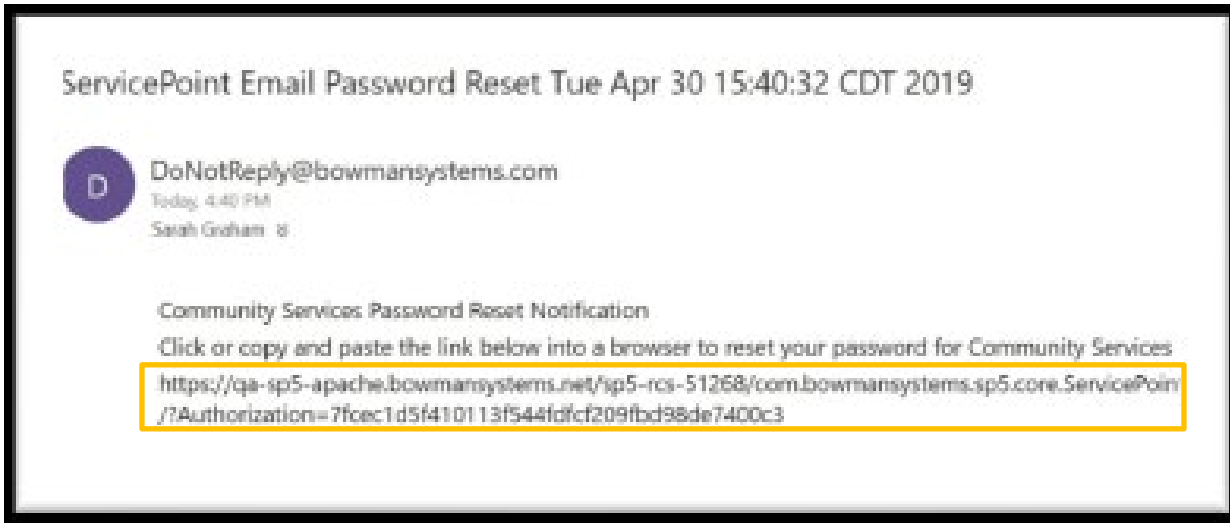 ServicePoint Email Password Reset Tue Apr 30 15:40:32 CDT 2019
D
DoNotReply@bowmansystems.com
Today, 4:40 PM
Sarah Graham
Community Services Password Reset Notification
Click or copy and paste the link below into a browser to reset your password for Community Services
https://qa-sp5-apache.bowmansystems.net/sp5-rcs-51268/com.bowmansystems.sp5.core.ServicePoin
/?Authorization=7fcec1d5f410113f544fdfcf209fbd98de7400c3